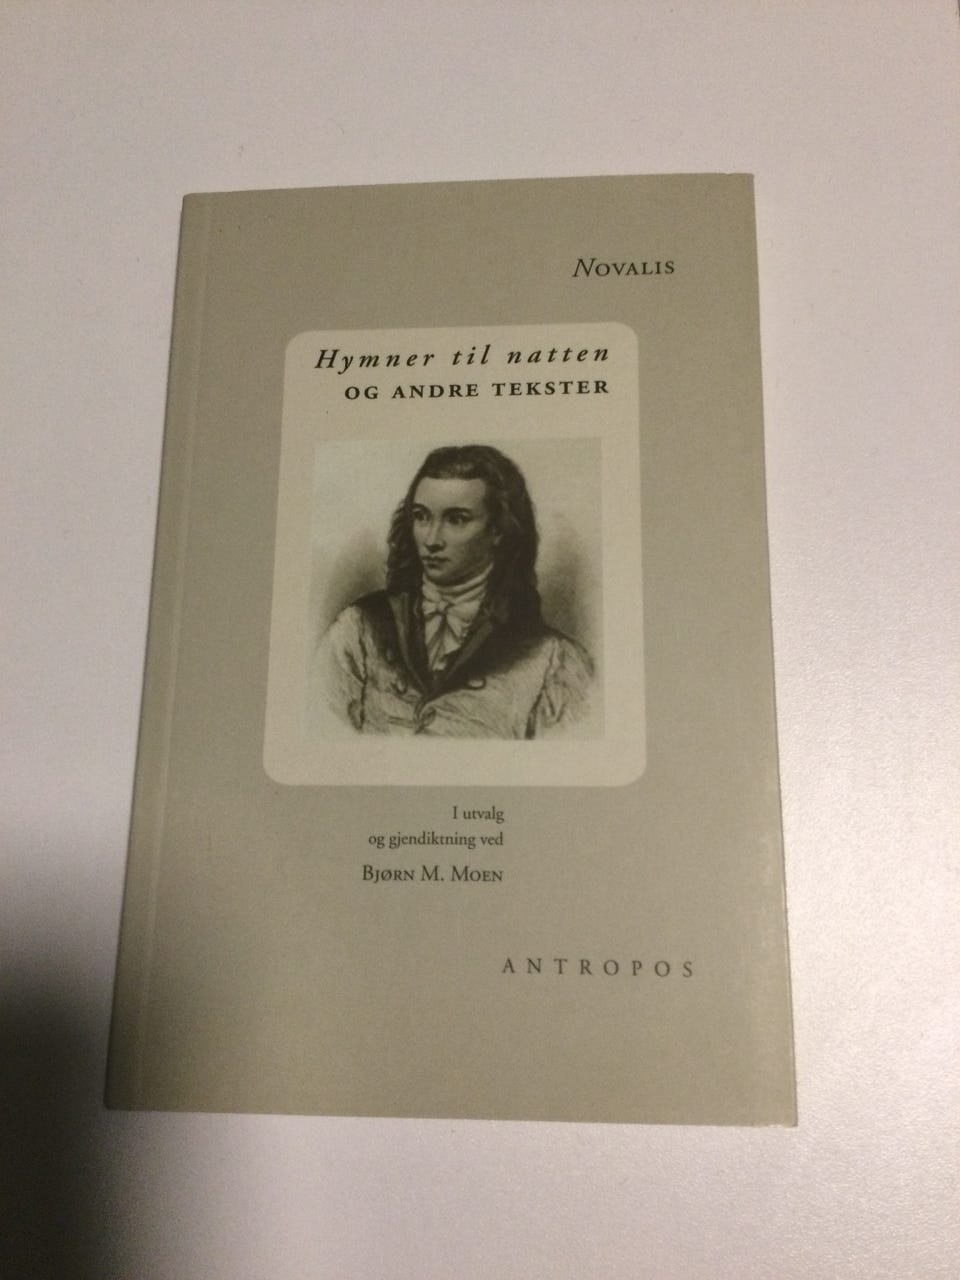 Novalis
Hymner til natten
OG ANDRE TEKSTER
I utvalg
og gjendiktning ved
Bjørn M. Moen
ANTROPOS